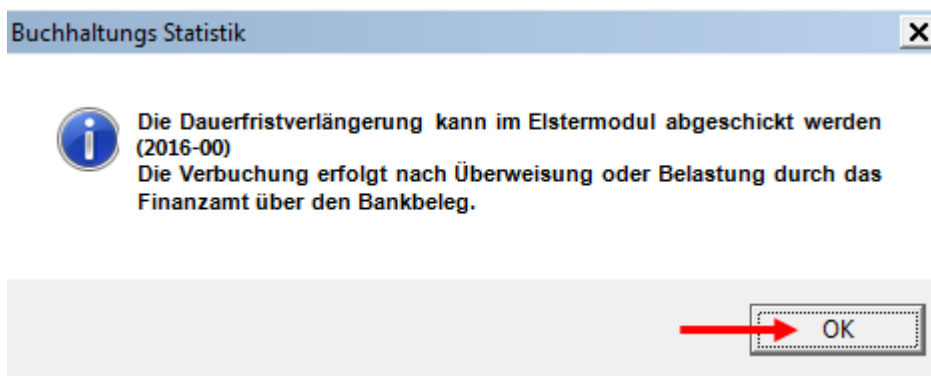 Buchhaltungs Statistik
Die Dauerfristverlängerung kann im Elstermodul abgeschickt werden
(2016-00)
Die Verbuchung erfolgt nach Überweisung oder Belastung durch das
Finanzamt über den Bankbeleg.
OK